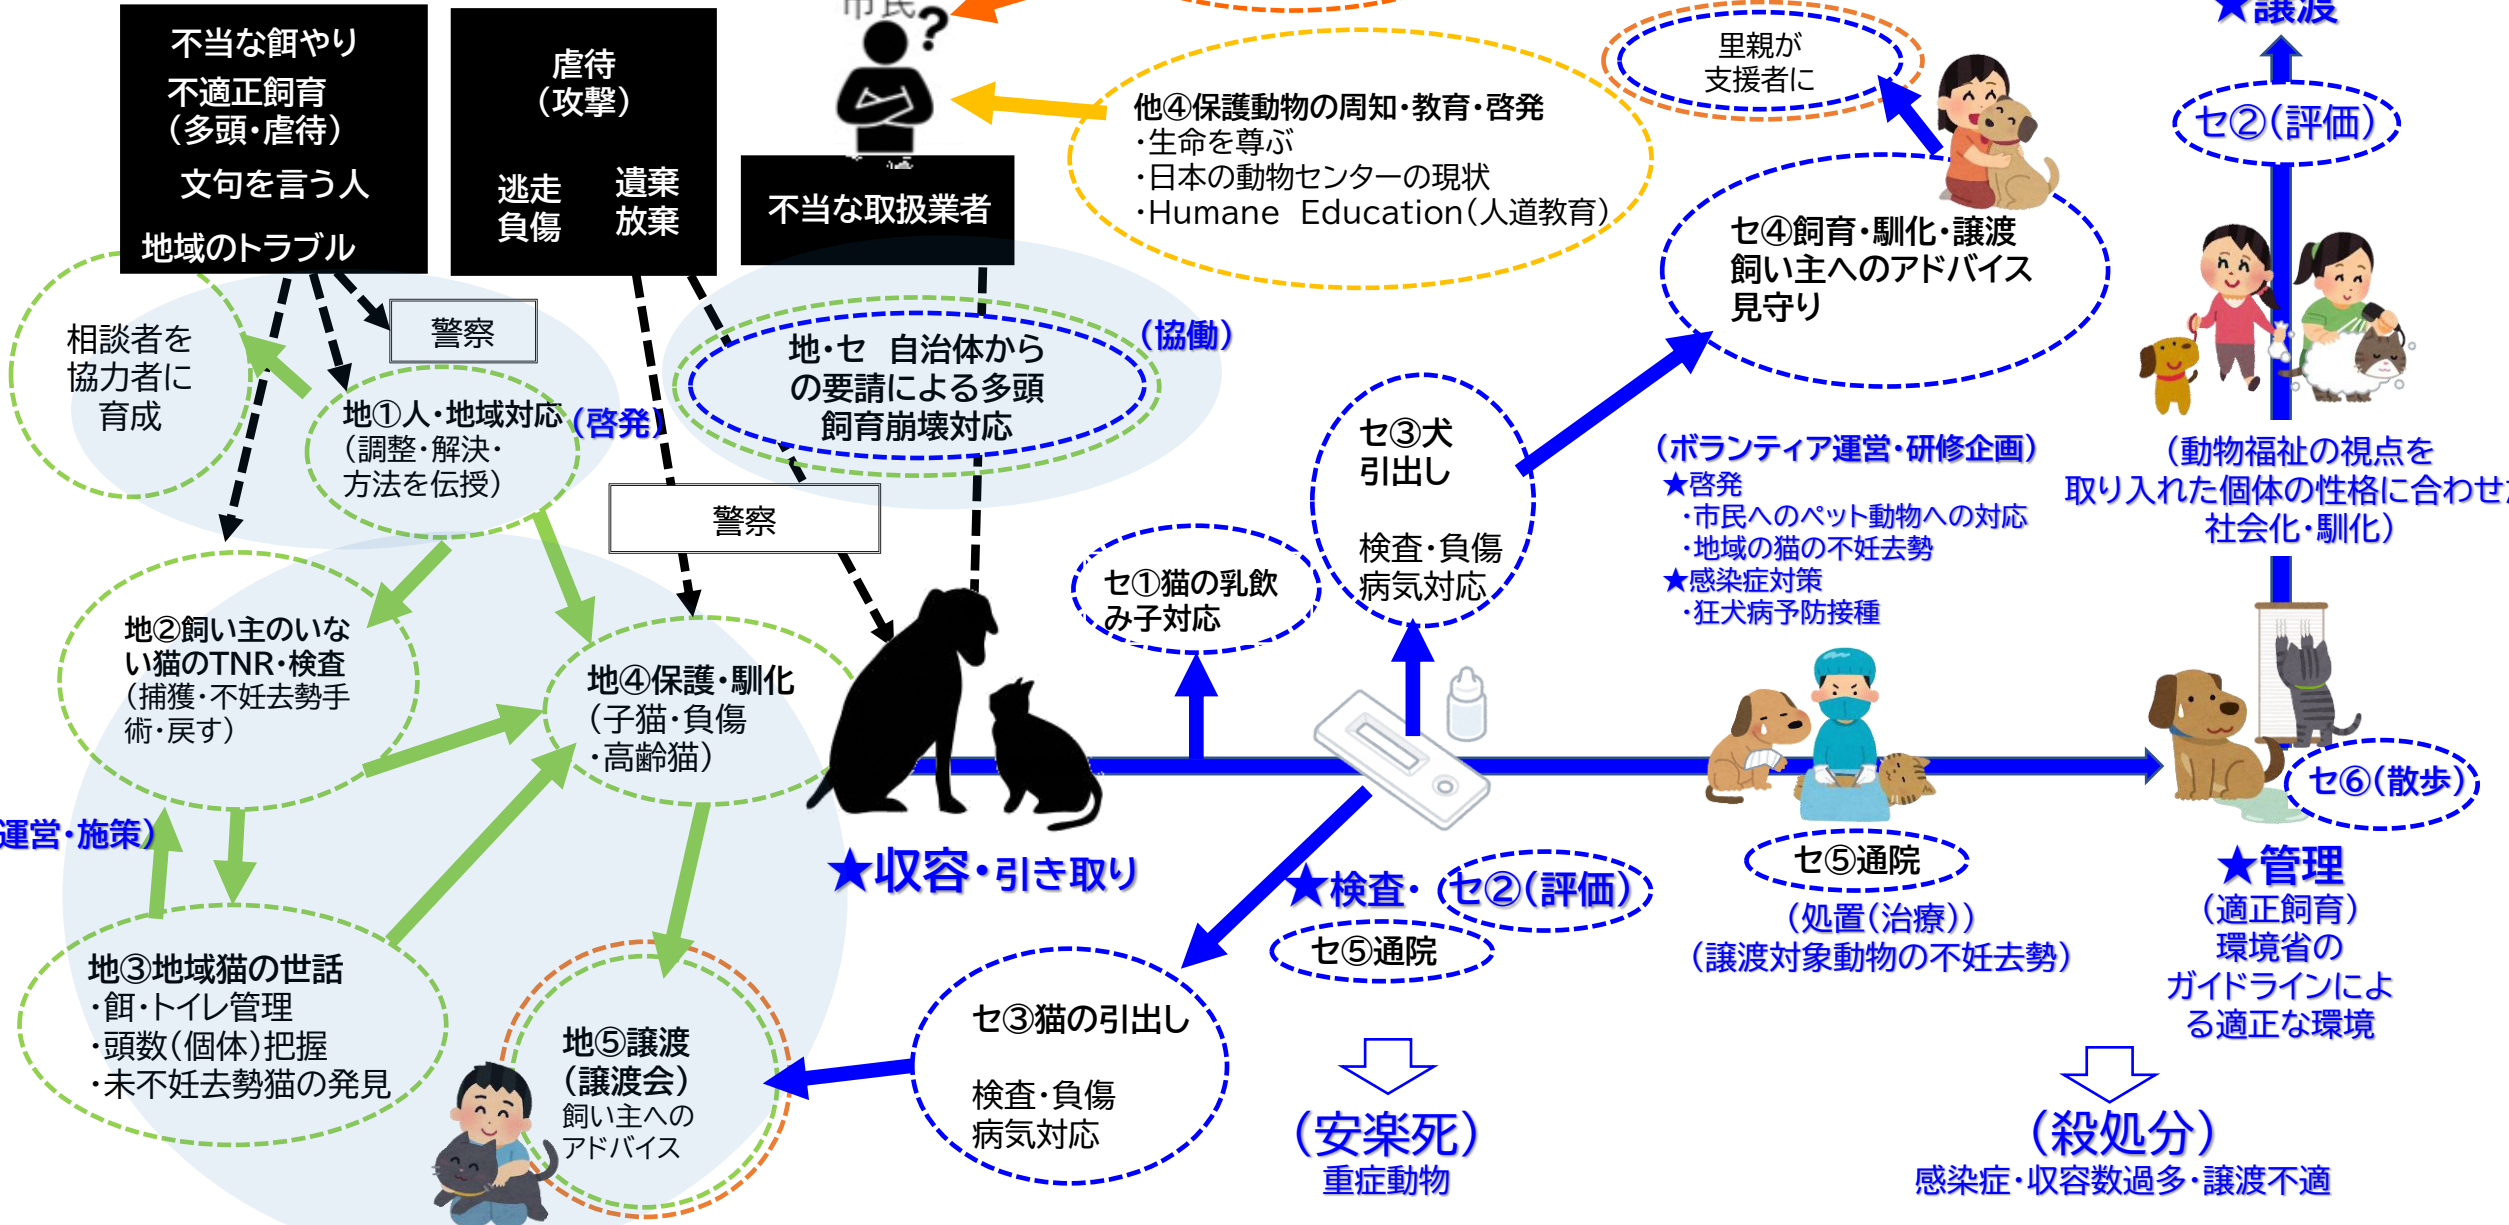 不当な餌やり
不適正飼育
（多頭・虐待）
文句を言う人
地域のトラブル
虐待
（攻撃）
逃走
負傷
遺棄
放棄
市民
?
不当な取扱業者
他④保護動物の周知・教育・啓発
・生命を尊ぶ
・日本の動物センターの現状
・Humane Education（人道教育）
里親が
支援者に
★譲渡
セ②（評価）
セ④飼育・馴化・譲渡
飼い主へのアドバイス
見守り
相談者を
協力者に
育成
警察
地①人・地域対応
（調整・解決・
方法を伝授）
（啓発）
地・セ 自治体から
の要請による多頭
飼育崩壊対応
（協働）
警察
セ③犬
引出し
検査・負傷
病気対応
（ボランティア運営・研修企画）
★啓発
・市民へのペット動物への対応
・地域の猫の不妊去勢
★感染症対策
・狂犬病予防接種
（動物福祉の視点を
取り入れた個体の性格に合わせた
社会化・馴化）
セ①猫の乳飲
み子対応
地②飼い主のいな
い猫のTNR・検査
（捕獲・不妊去勢手
術・戻す）
地④保護・馴化
（子猫・負傷
・高齢猫）
運営・施策）
★収容・引き取り
★検査・
セ②（評価）
セ⑤通院
セ⑤通院
（処置（治療））
（譲渡対象動物の不妊去勢）
セ⑥（散歩）
★管理
（適正飼育）
環境省の
ガイドラインによ
る適正な環境
地③地域猫の世話
・餌・トイレ管理
・頭数（個体）把握
・未不妊去勢猫の発見
地⑤譲渡
（譲渡会）
飼い主への
アドバイス
セ③猫の引出し
検査・負傷
病気対応
（安楽死）
重症動物
（殺処分）
感染症・収容数過多・譲渡不適